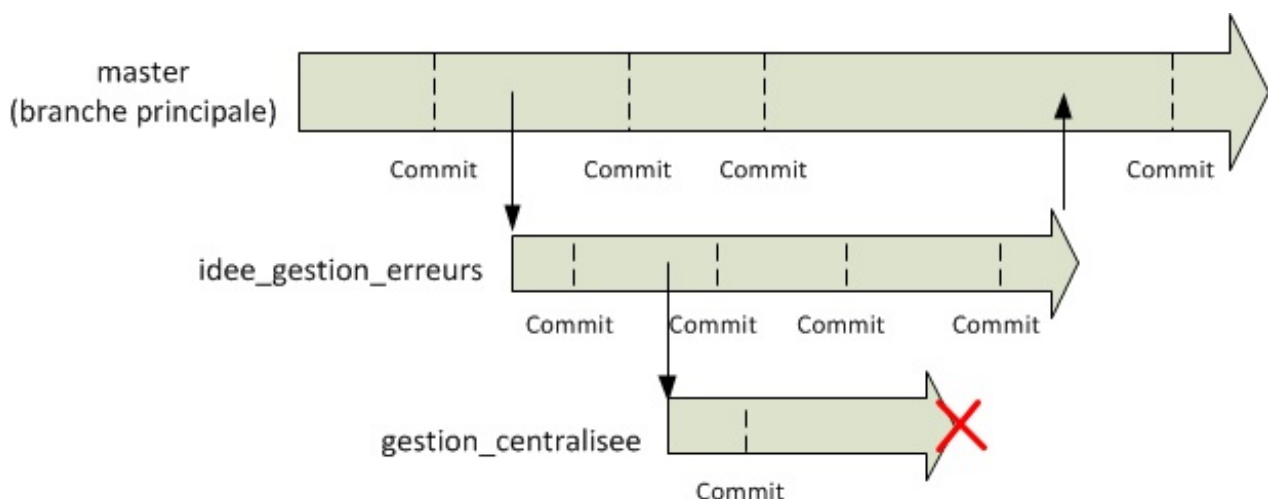 master
(branche principale)
Commit
Commit
Commit
Commit
idee_gestion_erreurs
Commit
Commit
Commit
Commit
gestion_centralisee
Commit